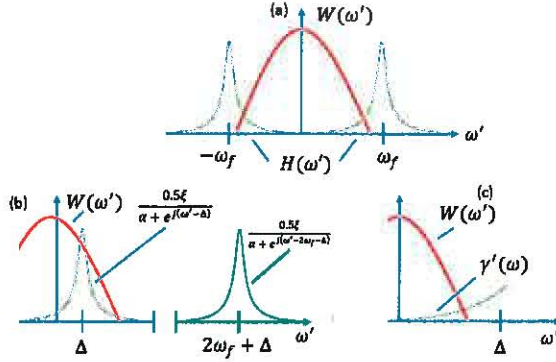 (a)
W(ω′)
−ω_f
H(ω′)
ω_f
ω′
(b)
W(ω′)
0.5ξ
α + e^{j(ω′−Δ)}
Δ
0.5ξ
α + e^{j(ω′−2ω_f−Δ)}
2ω_f + Δ
ω′
(c)
W(ω′)
γ′(ω)
Δ
ω′